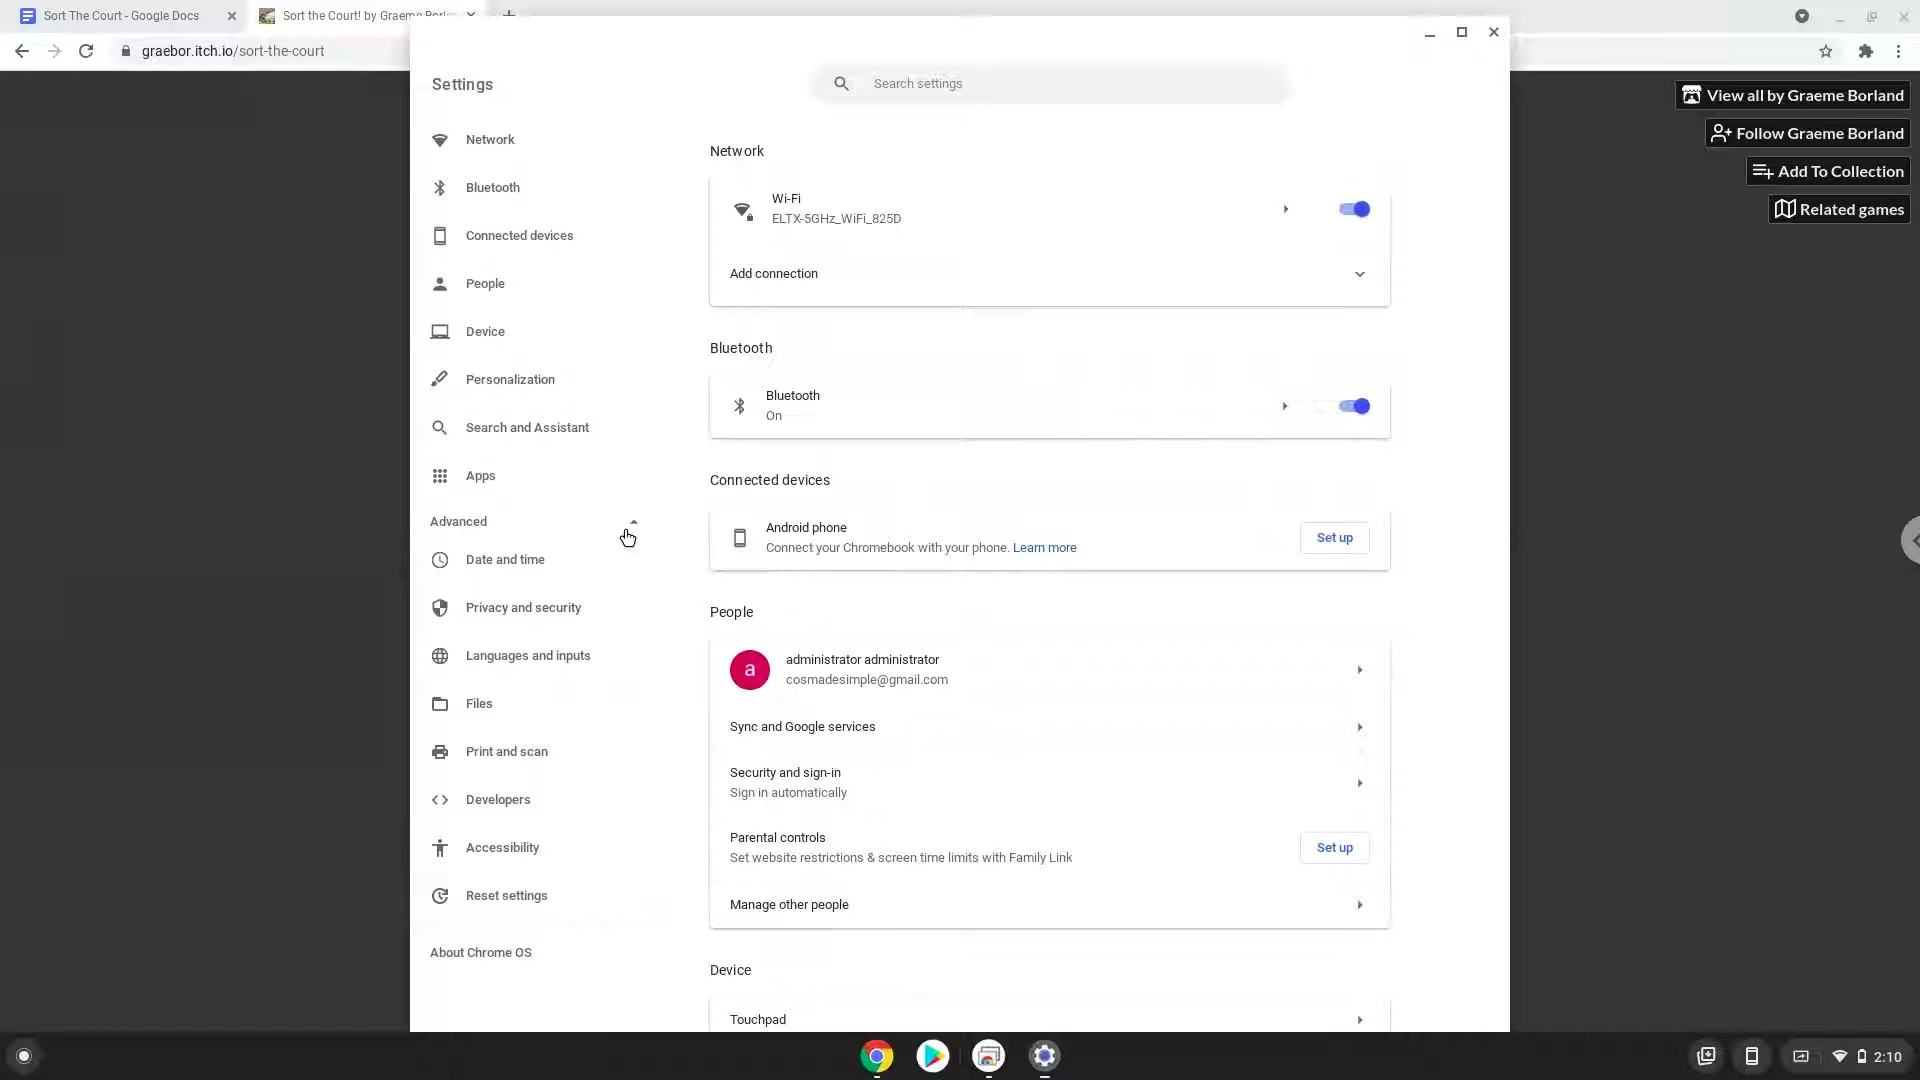 Sort The Court - Google Docs
Sort the Court! by Graeme Borl
graebor.itch.io/sort-the-court
View all by Graeme Borland
Follow Graeme Borland
Add To Collection
Related games
Settings
Search settings
Network
Bluetooth
Connected devices
People
Device
Personalization
Search and Assistant
Apps
Advanced
Date and time
Privacy and security
Languages and inputs
Files
Print and scan
Developers
Accessibility
Reset settings
About Chrome OS
Network
Wi-Fi
ELTX-5GHz_WiFi_825D
Add connection
Bluetooth
Bluetooth
On
Connected devices
Android phone
Connect your Chromebook with your phone. Learn more
Set up
People
a
administrator administrator
cosmadesimple@gmail.com
Sync and Google services
Security and sign-in
Sign in automatically
Parental controls
Set website restrictions & screen time limits with Family Link
Set up
Manage other people
Device
Touchpad
2:10